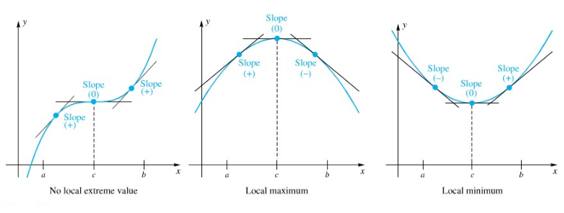 y
Slope
(0)
Slope
(+)
Slope
(+)
a
c
b
x
No local extreme value
y
Slope
(0)
Slope
(+)
Slope
(−)
a
c
b
x
Local maximum
y
Slope
(−)
Slope
(0)
Slope
(+)
a
c
b
x
Local minimum